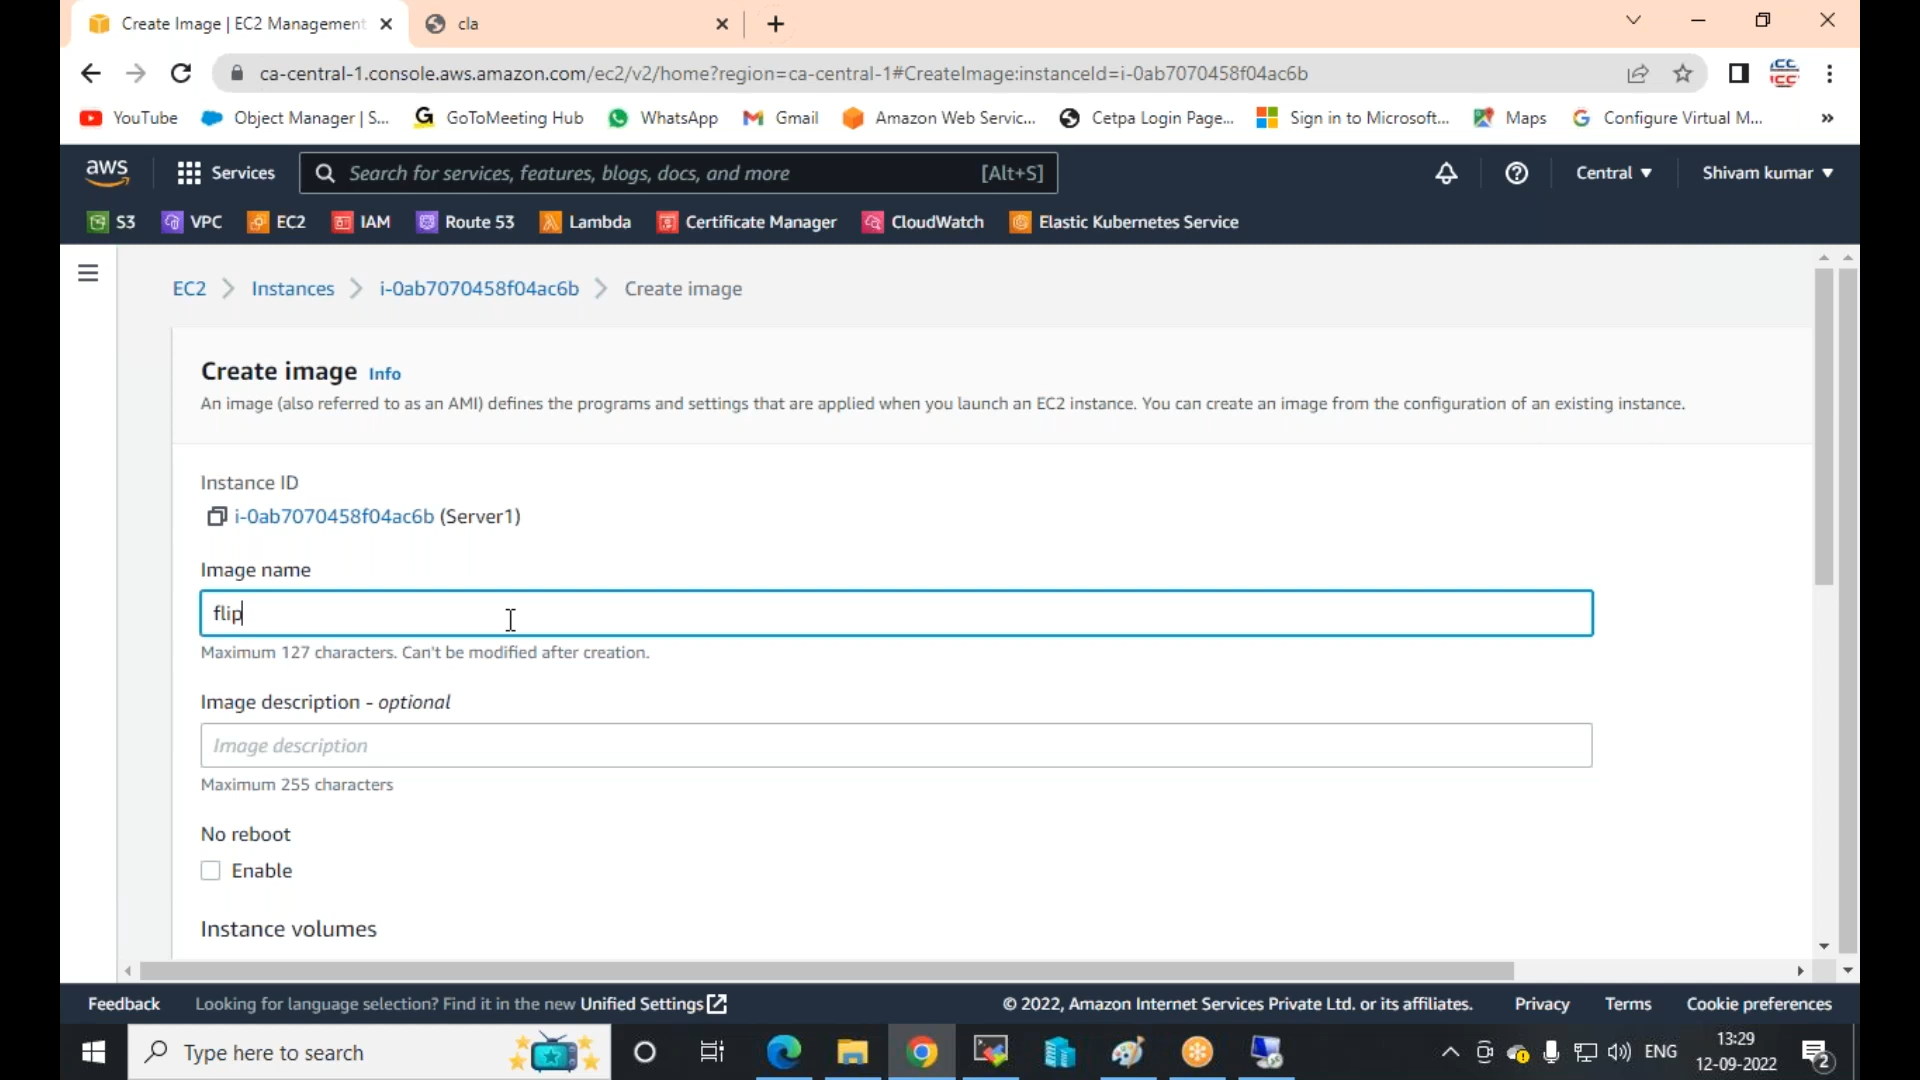 Create Image | EC2 Management
cla
ca-central-1.console.aws.amazon.com/ec2/v2/home?region=ca-central-1#CreateImage:instanceId=i-0ab7070458f04ac6b
YouTube Object Manager | S... GoToMeeting Hub WhatsApp Gmail Amazon Web Servic... Cetpa Login Page... Sign in to Microsoft... Maps Configure Virtual M... »
aws Services Search for services, features, blogs, docs, and more [Alt+S] Central Shivam kumar
S3 VPC EC2 IAM Route 53 Lambda Certificate Manager CloudWatch Elastic Kubernetes Service
EC2 Instances i-0ab7070458f04ac6b Create image
Create image Info
An image (also referred to as an AMI) defines the programs and settings that are applied when you launch an EC2 instance. You can create an image from the configuration of an existing instance.
Instance ID
i-0ab7070458f04ac6b (Server1)
Image name
flip
Maximum 127 characters. Can't be modified after creation.
Image description - optional
Image description
Maximum 255 characters
No reboot
Enable
Instance volumes
Feedback Looking for language selection? Find it in the new Unified Settings © 2022, Amazon Internet Services Private Ltd. or its affiliates. Privacy Terms Cookie preferences
Type here to search
ENG
13:29
12-09-2022
2